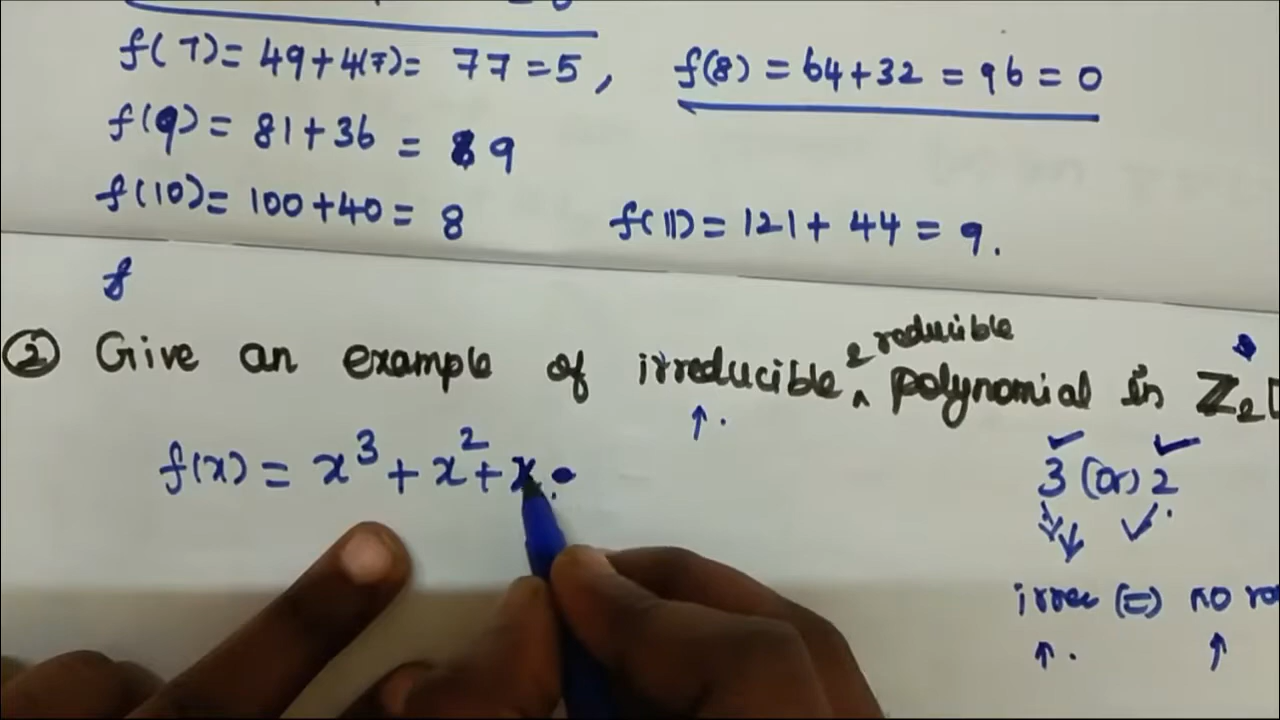 f(7) = 49+4(7) = 77 = 5, f(8) = 64+32 = 96 = 0
f(9) = 81+36 = 9
f(10) = 100+40 = 8 f(11) = 121+44 = 9.
f
② Give an example of irreducible ^ & reducible polynomial in ℤ₂[
f(x) = x³ + x² + x.
3 (or) 2
irrec (=) no ro